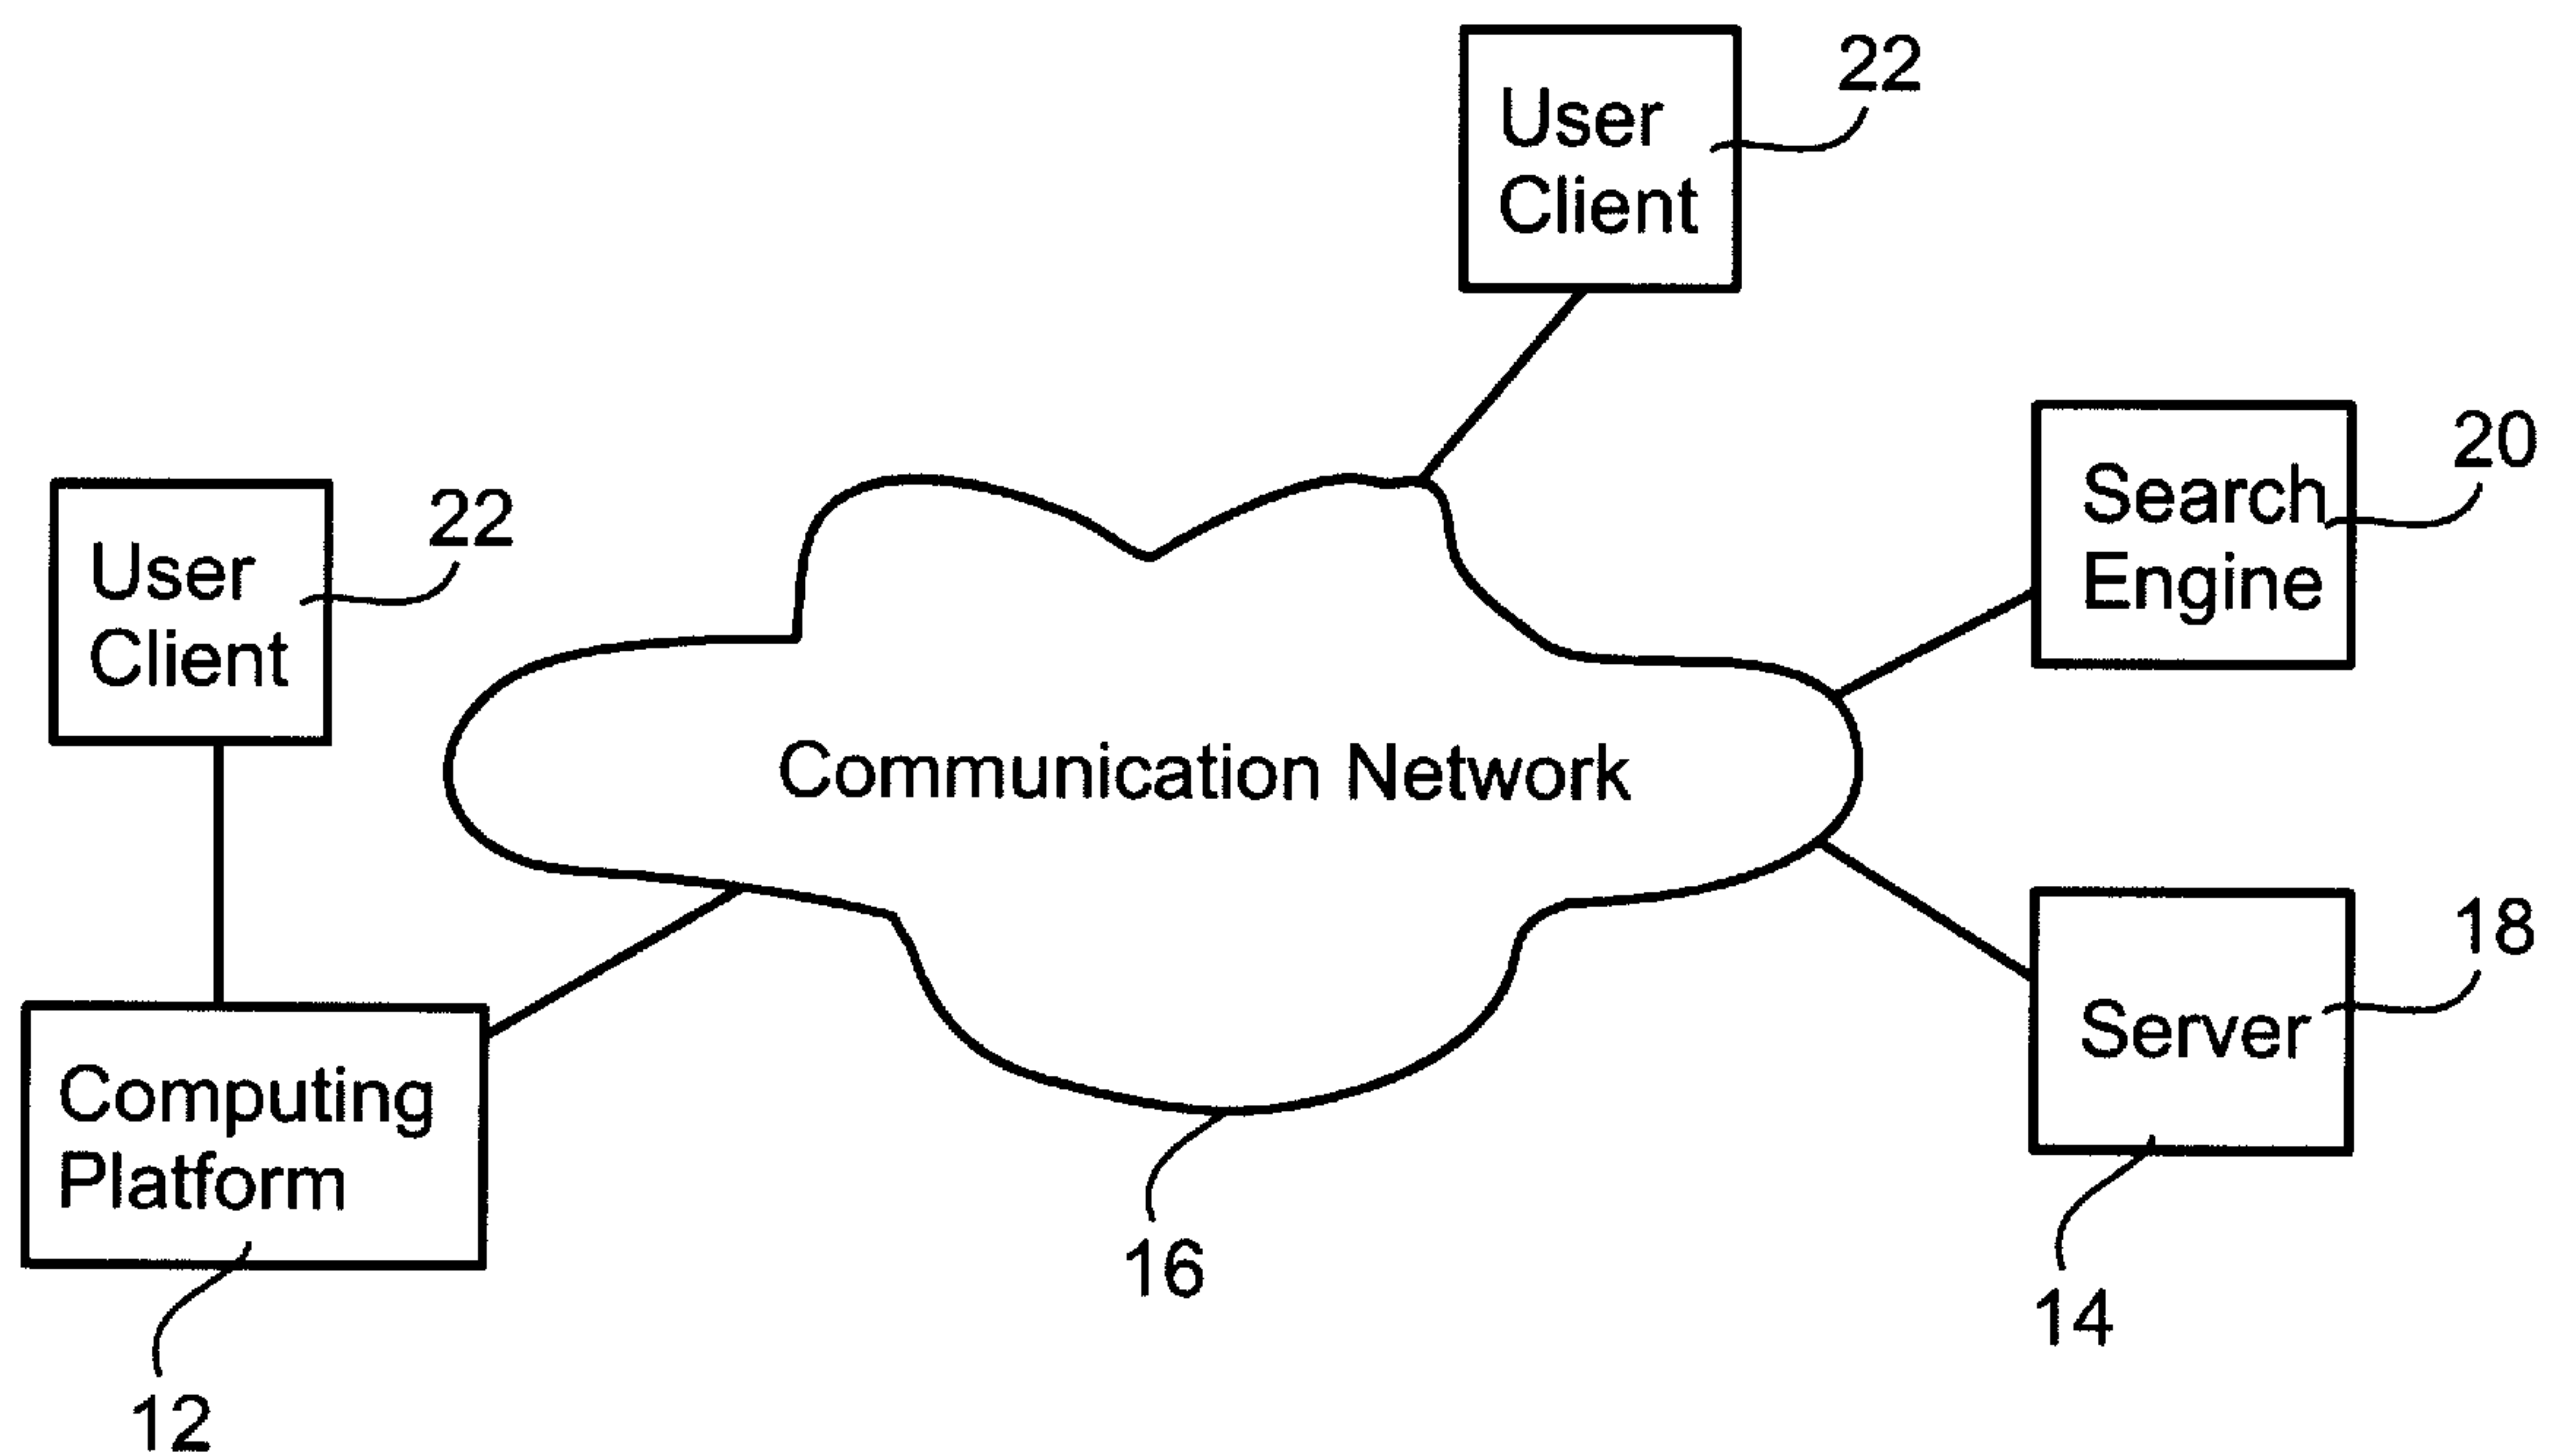 22
User
Client
20
Search
Engine
22
User
Client
Communication Network
18
Server
Computing
Platform
16
14
12